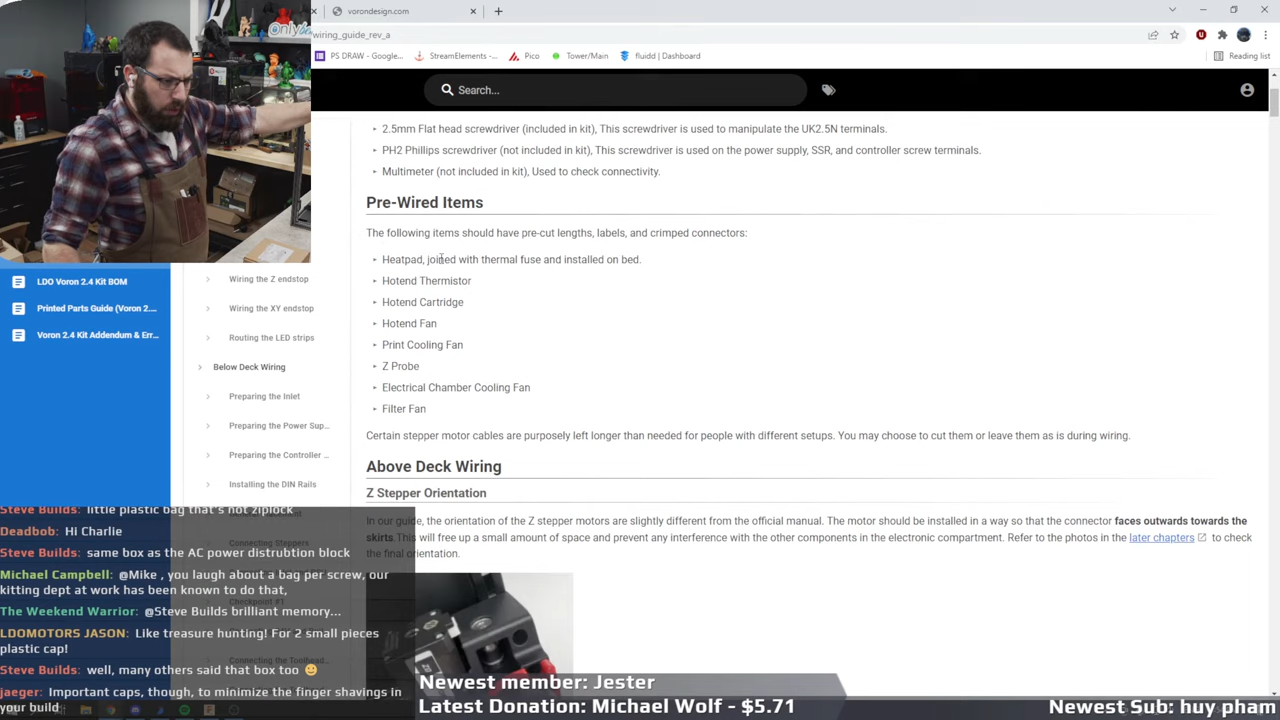 vorondesign.com
wiring_guide_rev_a
PS DRAW - Google...
StreamElements -...
Pico
Tower/Main
fluidd | Dashboard
Reading list
Search...
2.5mm Flat head screwdriver (included in kit), This screwdriver is used to manipulate the UK2.5N terminals.
PH2 Phillips screwdriver (not included in kit), This screwdriver is used on the power supply, SSR, and controller screw terminals.
Multimeter (not included in kit), Used to check connectivity.
Pre-Wired Items
The following items should have pre-cut lengths, labels, and crimped connectors:
Heatpad, joined with thermal fuse and installed on bed.
Hotend Thermistor
Hotend Cartridge
Hotend Fan
Print Cooling Fan
Z Probe
Electrical Chamber Cooling Fan
Filter Fan
Certain stepper motor cables are purposely left longer than needed for people with different setups. You may choose to cut them or leave them as is during wiring.
Above Deck Wiring
Z Stepper Orientation
In our guide, the orientation of the Z stepper motors are slightly different from the official manual. The motor should be installed in a way so that the connector faces outwards towards the
skirts.This will free up a small amount of space and prevent any interference with the other components in the electronic compartment. Refer to the photos in the later chapters to check
the final orientation.
LDO Voron 2.4 Kit BOM
Printed Parts Guide (Voron 2....
Voron 2.4 Kit Addendum & Err...
Wiring the Z endstop
Wiring the XY endstop
Routing the LED strips
Below Deck Wiring
Preparing the Inlet
Preparing the Power Sup...
Preparing the Controller ...
Installing the DIN Rails
Connecting Steppers
Checkpoint #1
Connecting the Toolhead...
Steve Builds: little plastic bag that's not ziplock
Deadbob: Hi Charlie
Steve Builds: same box as the AC power distrubtion block
Michael Campbell: @Mike , you laugh about a bag per screw, our
kitting dept at work has been known to do that,
The Weekend Warrior: @Steve Builds brilliant memory...
LDOMOTORS JASON: Like treasure hunting! For 2 small pieces
plastic cap!
Steve Builds: well, many others said that box too 🙂
jaeger: Important caps, though, to minimize the finger shavings in
your build
Newest member: Jester
Latest Donation: Michael Wolf - $5.71
Newest Sub: huy pham